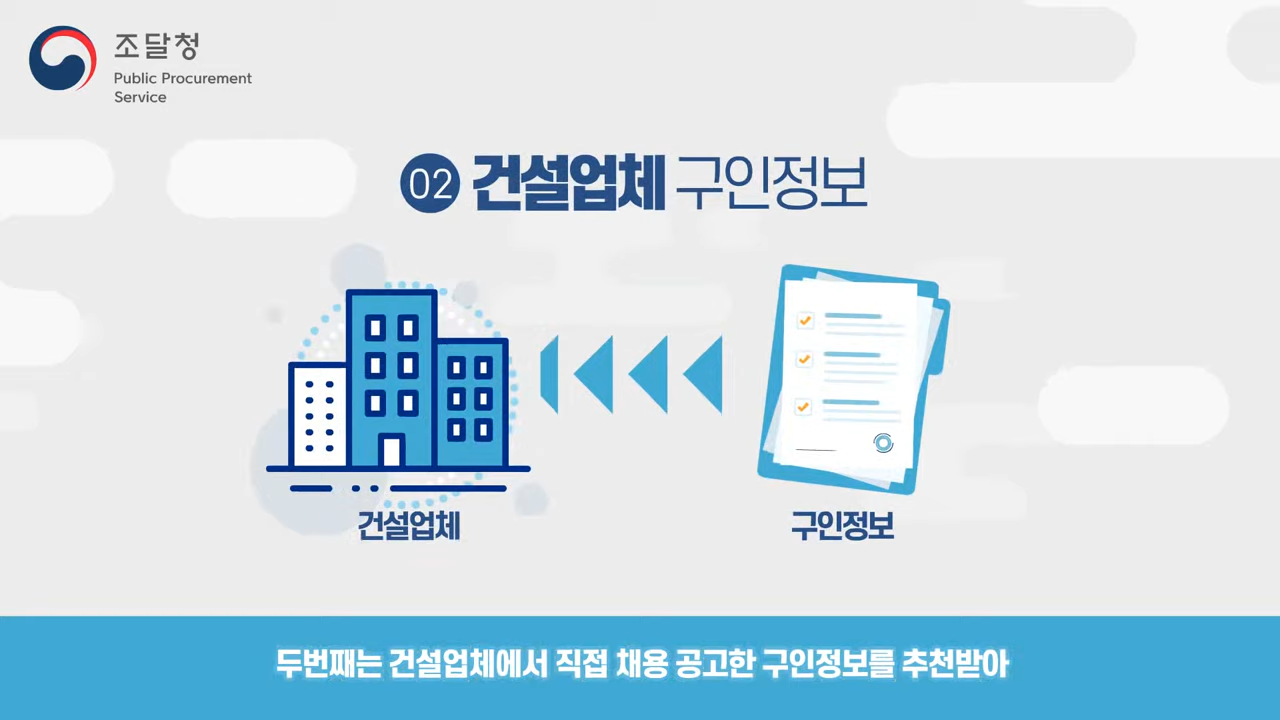 조달청
Public Procurement
Service
02 건설업체 구인정보
건설업체
구인정보
두번째는 건설업체에서 직접 채용 공고한 구인정보를 추천받아